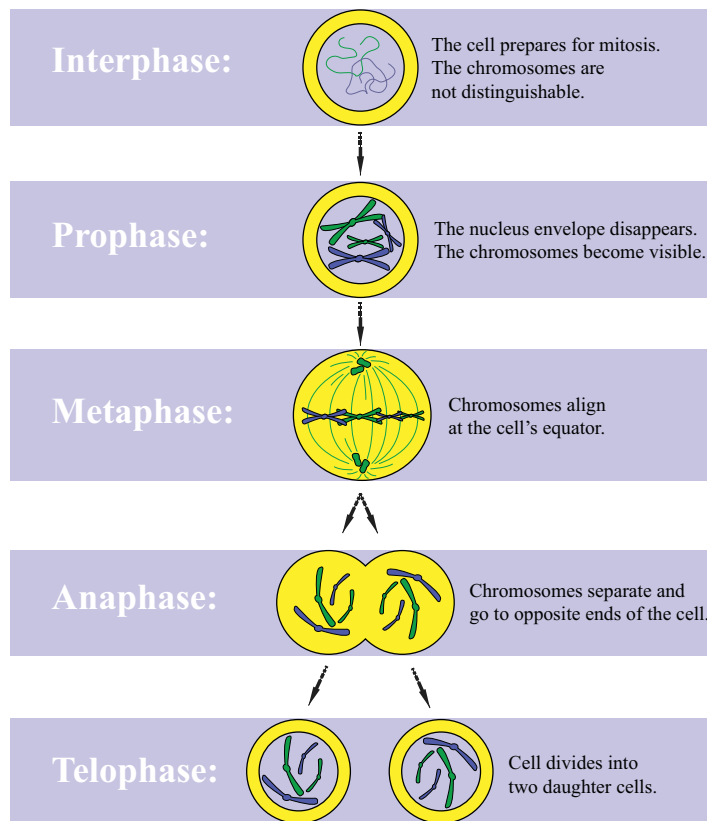 Interphase:
The cell prepares for mitosis.
The chromosomes are
not distinguishable.
Prophase:
The nucleus envelope disappears.
The chromosomes become visible.
Metaphase:
Chromosomes align
at the cell’s equator.
Anaphase:
Chromosomes separate and
go to opposite ends of the cell.
Telophase:
Cell divides into
two daughter cells.